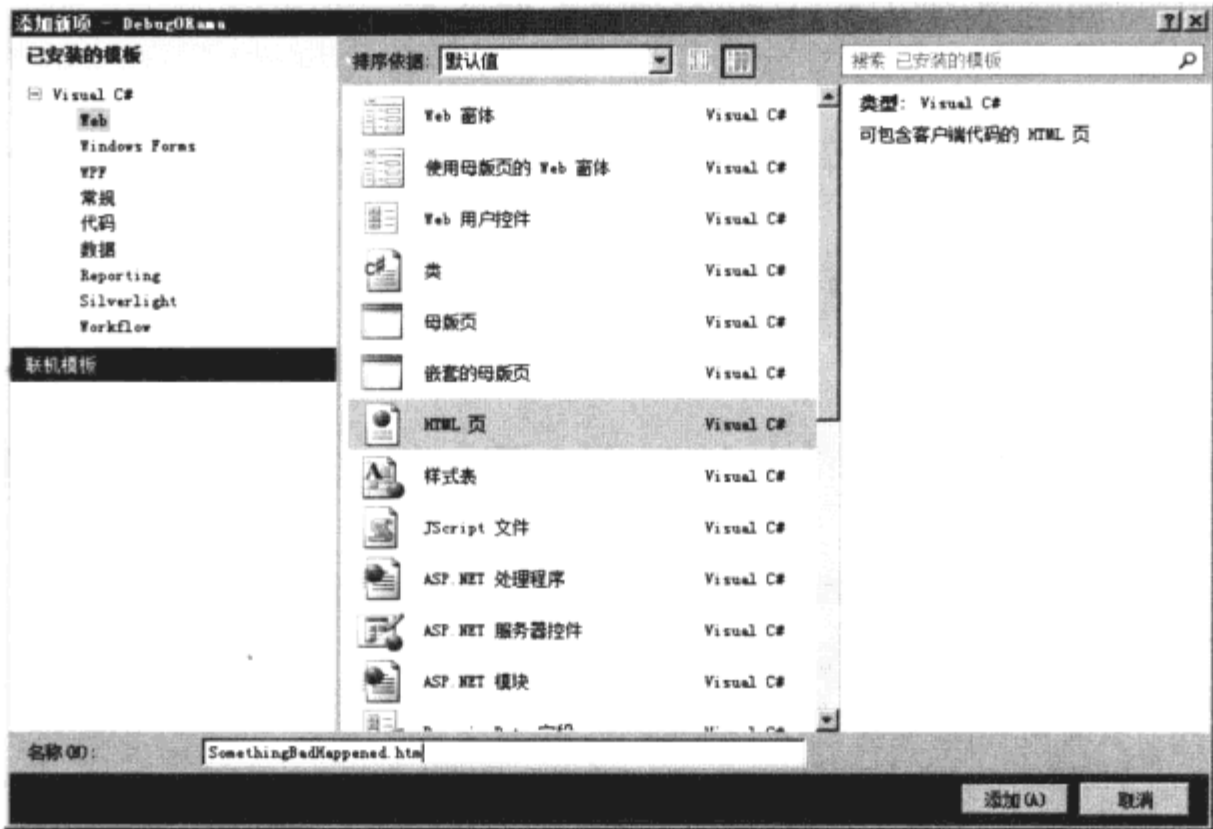 添加新项 - DebugORama
已安装的模板
Visual C#
Web
Windows Forms
WPF
常规
代码
数据
Reporting
Silverlight
Workflow
联机模板
排序依据: 默认值
Web 窗体 Visual C#
使用母版页的 Web 窗体 Visual C#
Web 用户控件 Visual C#
类 Visual C#
母版页 Visual C#
嵌套的母版页 Visual C#
HTML 页 Visual C#
样式表 Visual C#
JScript 文件 Visual C#
ASP.NET 处理程序 Visual C#
ASP.NET 服务器控件 Visual C#
ASP.NET 模块 Visual C#
搜索 已安装的模板
类型: Visual C#
可包含客户端代码的 HTML 页
名称(N): SomethingBadHappened.htm
添加(A) 取消